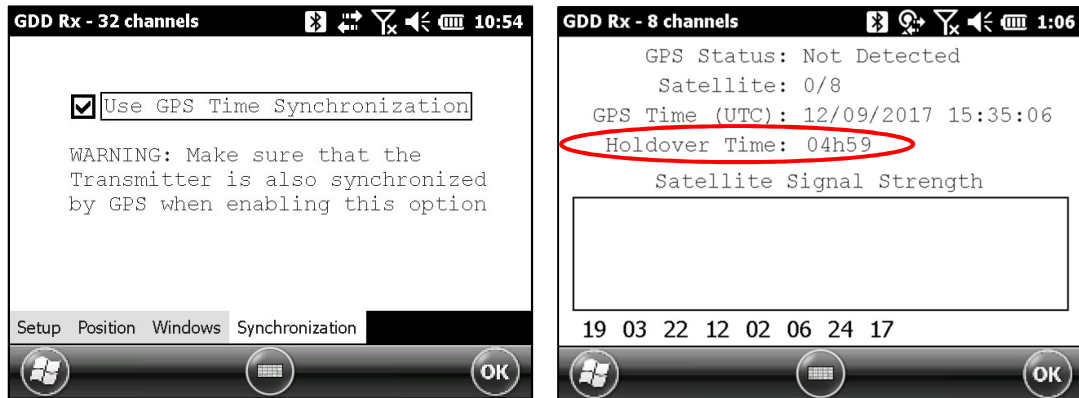 GDD Rx - 32 channels 10:54
Use GPS Time Synchronization
WARNING: Make sure that the
Transmitter is also synchronized
by GPS when enabling this option
Setup Position Windows Synchronization
OK
GDD Rx - 8 channels 1:06
GPS Status: Not Detected
Satellite: 0/8
GPS Time (UTC): 12/09/2017 15:35:06
Holdover Time: 04h59
Satellite Signal Strength
19 03 22 12 02 06 24 17
OK